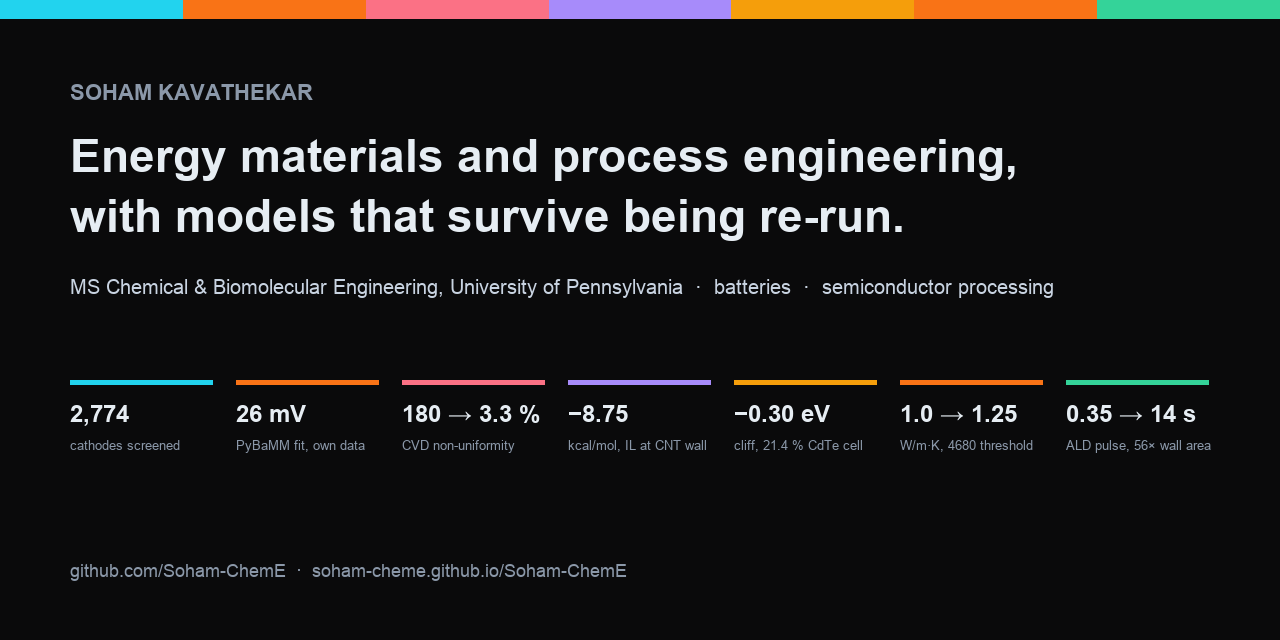 SOHAM KAVATHEKAR
Energy materials and process engineering,
with models that survive being re-run.
MS Chemical & Biomolecular Engineering, University of Pennsylvania · batteries · semiconductor processing
2,774
cathodes screened
26 mV
PyBaMM fit, own data
180 → 3.3 %
CVD non-uniformity
−8.75
kcal/mol, IL at CNT wall
−0.30 eV
cliff, 21.4 % CdTe cell
1.0 → 1.25
W/m·K, 4680 threshold
0.35 → 14 s
ALD pulse, 56× wall area
github.com/Soham-ChemE · soham-cheme.github.io/Soham-ChemE